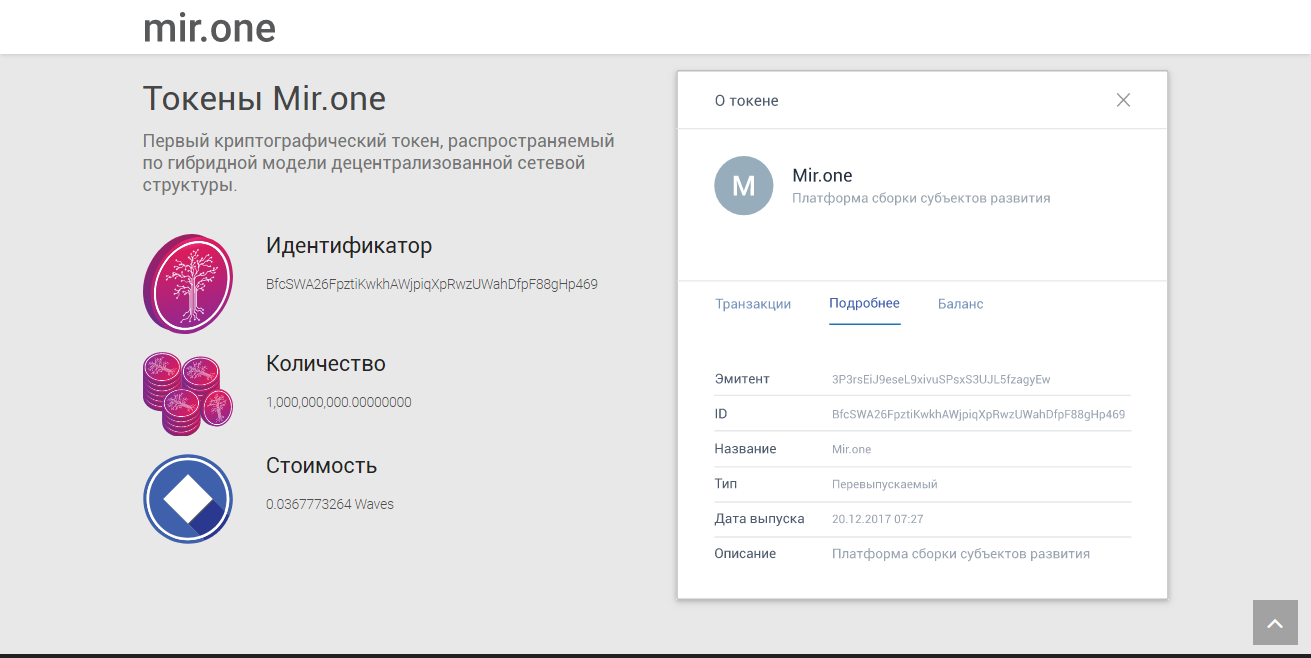 mir.one
Токены Mir.one
Первый криптографический токен, распространяемый
по гибридной модели децентрализованной сетевой
структуры.
Идентификатор
BfcSWA26FpztiKwkhAWjpiqXpRwzUWahDfpF88gHp469
Количество
1,000,000,000.00000000
Стоимость
0.0367773264 Waves
О токене
M
Mir.one
Платформа сборки субъектов развития
Транзакции Подробнее Баланс
Эмитент 3P3rsEiJ9eseL9xivuSPsxS3UJL5fzagyEw
ID BfcSWA26FpztiKwkhAWjpiqXpRwzUWahDfpF88gHp469
Название Mir.one
Тип Перевыпускаемый
Дата выпуска 20.12.2017 07:27
Описание Платформа сборки субъектов развития